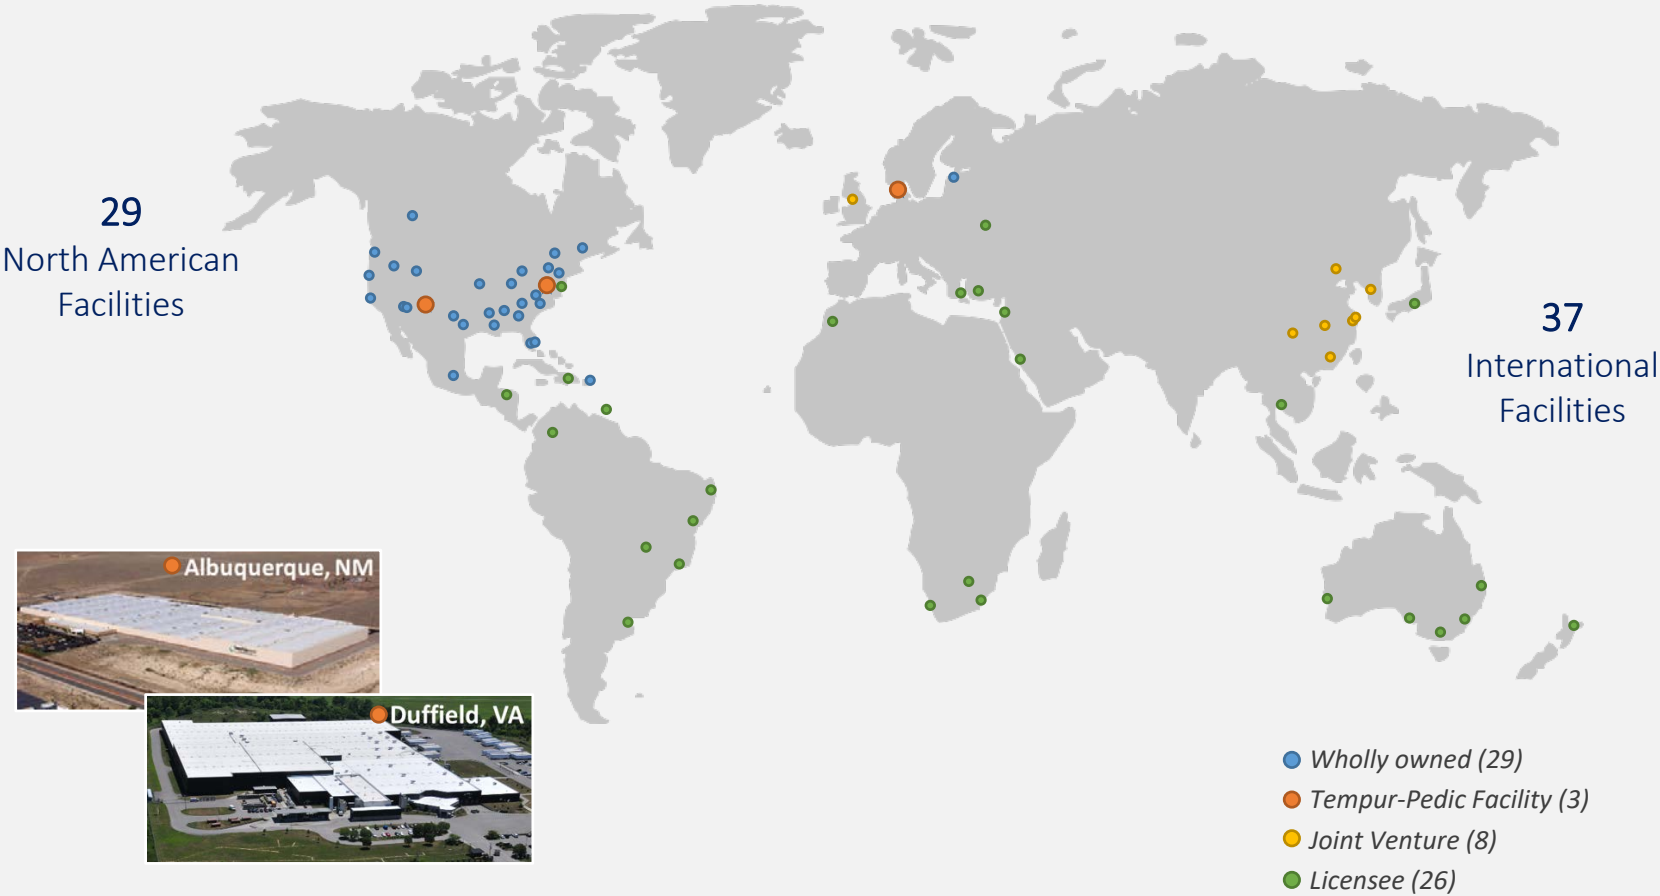 29
North American
Facilities
37
International
Facilities
Albuquerque, NM
Duffield, VA
Wholly owned (29)
Tempur-Pedic Facility (3)
Joint Venture (8)
Licensee (26)